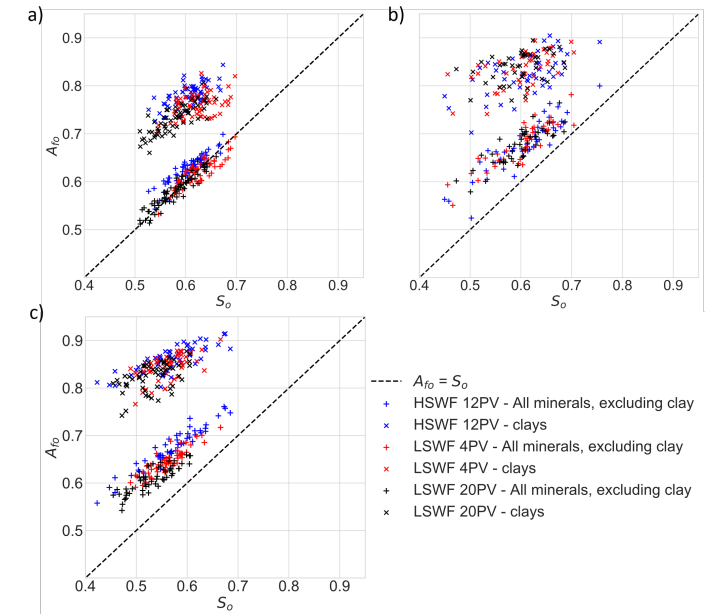 a)
0.9
0.8
0.7
0.6
0.5
A_fo
0.4 0.5 0.6 0.7 0.8 0.9
S_o
b)
0.4 0.5 0.6 0.7 0.8 0.9
S_o
c)
0.9
0.8
0.7
0.6
0.5
A_fo
0.4 0.5 0.6 0.7 0.8 0.9
S_o
A_fo = S_o
HSWF 12PV - All minerals, excluding clay
HSWF 12PV - clays
LSWF 4PV - All minerals, excluding clay
LSWF 4PV - clays
LSWF 20PV - All minerals, excluding clay
LSWF 20PV - clays